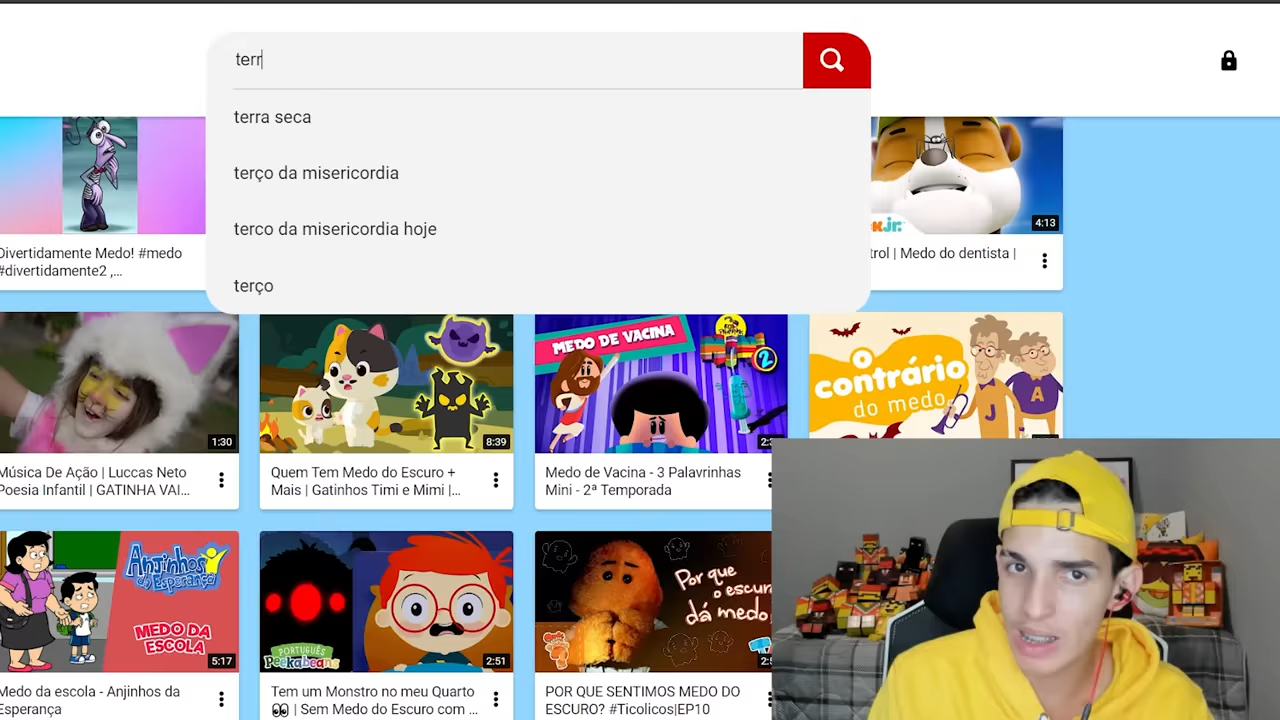 terr
terra seca
terço da misericordia
terco da misericordia hoje
terço
Divertidamente Medo! #medo
#divertidamente2 ,...
k jr.
4:13
trol | Medo do dentista |
1:30
Música De Ação | Luccas Neto
Poesia Infantil | GATINHA VAI...
8:39
Quem Tem Medo do Escuro +
Mais | Gatinhos Timi e Mimi |...
MEDO DE VACINA
2
Medo de Vacina - 3 Palavrinhas
Mini - 2ª Temporada
O
contrário
do medo
J
A
Anjinhos
da Esperança
MEDO DA
ESCOLA
5:17
Medo da escola - Anjinhos da
Esperança
PORTUGUÊS
Peekabeans
2:51
Tem um Monstro no meu Quarto
👀 | Sem Medo do Escuro com ...
Por que
o escuro
dá medo
POR QUE SENTIMOS MEDO DO
ESCURO? #Ticolicos|EP10